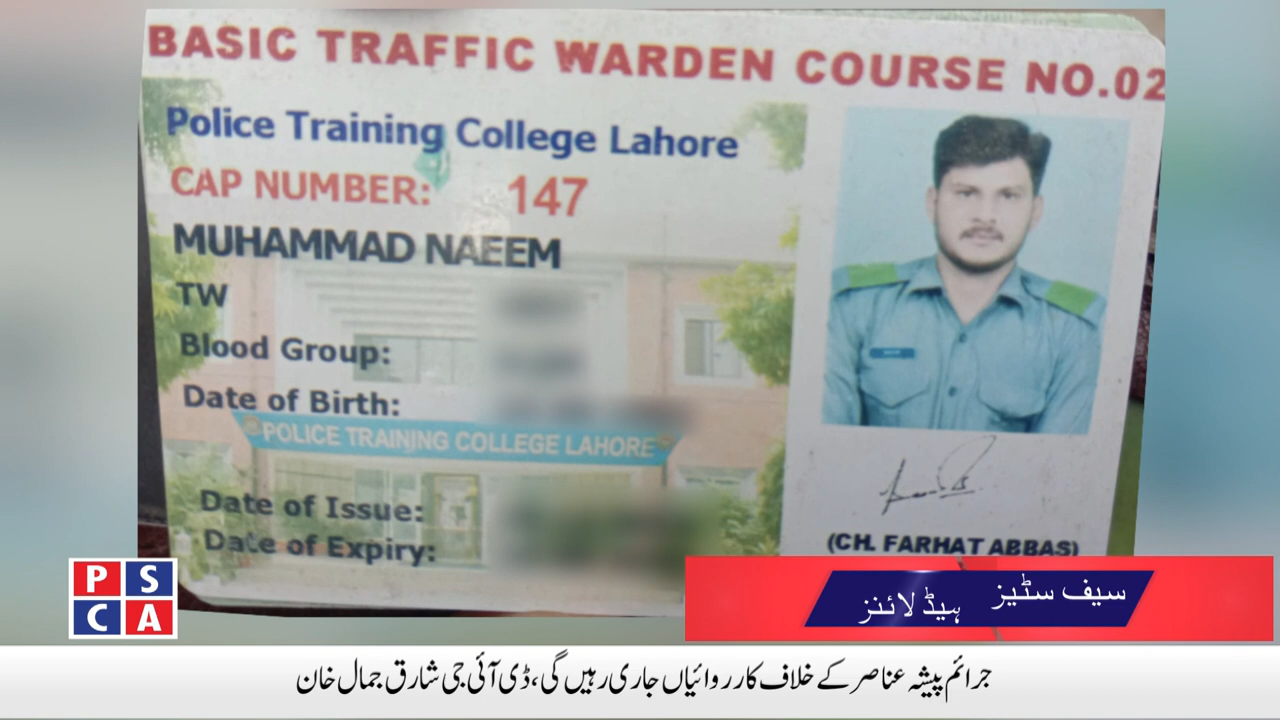 BASIC TRAFFIC WARDEN COURSE NO.02
Police Training College Lahore
CAP NUMBER: 147
MUHAMMAD NAEEM
TW
Blood Group:
Date of Birth:
POLICE TRAINING COLLEGE LAHORE
Date of Issue:
Date of Expiry:
(CH. FARHAT ABBAS)
PSCA
سیف سٹیز
ہیڈ لائنز
جرائم پیشہ عناصر کے خلاف کارروائیاں جاری رہیں گی، ڈی آئی جی شارق جمال خان